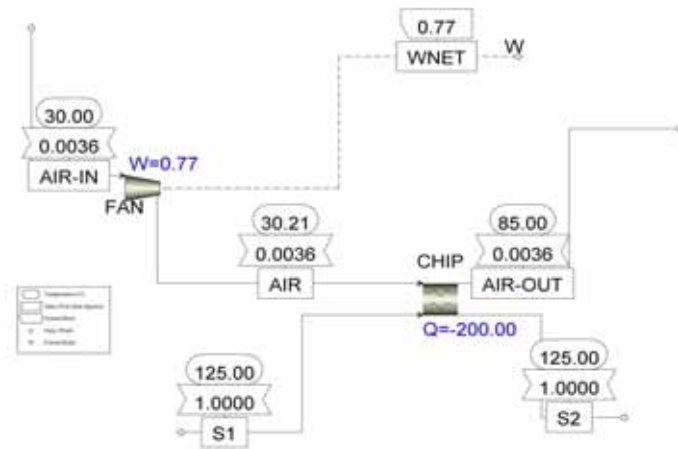 0.77
WNET
W
30.00
0.0036
AIR-IN
W=0.77
FAN
30.21
0.0036
AIR
CHIP
85.00
0.0036
AIR-OUT
Q=-200.00
125.00
1.0000
S1
125.00
1.0000
S2